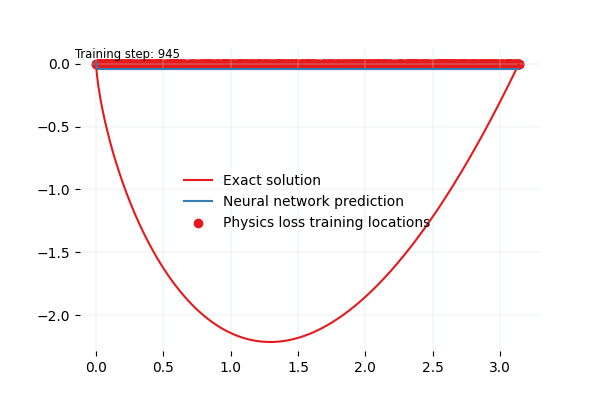 Training step: 945
0.0
−0.5
−1.0
−1.5
−2.0
Exact solution
Neural network prediction
Physics loss training locations
0.0 0.5 1.0 1.5 2.0 2.5 3.0